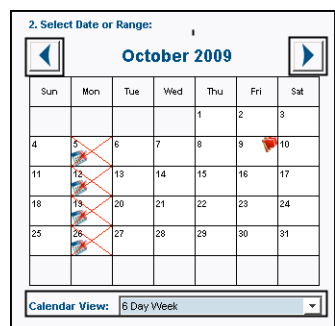 2. Select Date or Range:
October 2009
Sun Mon Tue Wed Thu Fri Sat
1 2 3
4 5 6 7 8 9 10
11 12 13 14 15 16 17
18 19 20 21 22 23 24
25 26 27 28 29 30 31
Calendar View: 6 Day Week